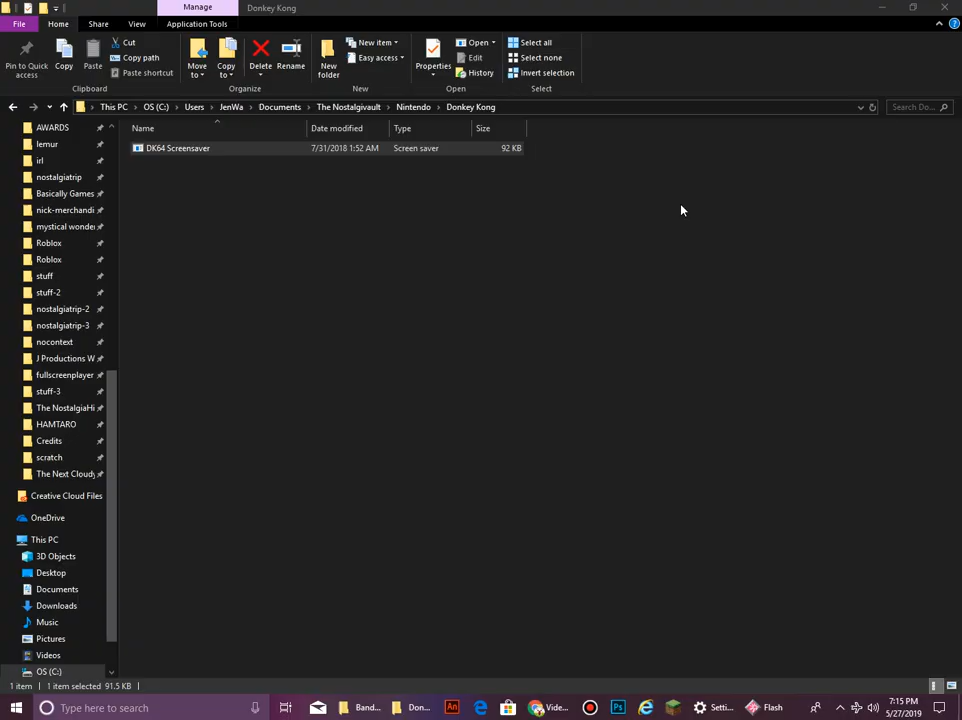 Manage
Donkey Kong
File Home Share View Application Tools
Pin to Quick access
Copy
Paste
Cut
Copy path
Paste shortcut
Clipboard
Move to
Copy to
Delete
Rename
Organize
New folder
New item
Easy access
New
Properties
Open
Edit
History
Open
Select all
Select none
Invert selection
Select
This PC > OS (C:) > Users > JenWa > Documents > The Nostalgivault > Nintendo > Donkey Kong
Search Do...
Name Date modified Type Size
DK64 Screensaver 7/31/2018 1:52 AM Screen saver 92 KB
AWARDS
lemur
irl
nostalgiatrip
Basically Games
nick-merchandi
mystical wonder
Roblox
Roblox
stuff
stuff-2
nostalgiatrip-2
nostalgiatrip-3
nocontext
J Productions W
fullscreenplayer
stuff-3
The NostalgiaHi
HAMTARO
Credits
scratch
The Next Cloudy
Creative Cloud Files
OneDrive
This PC
3D Objects
Desktop
Documents
Downloads
Music
Pictures
Videos
OS (C:)
1 item 1 item selected 91.5 KB
Type here to search
Band...
Don...
An
Vide...
Ps
Setti...
Flash
7:15 PM
5/27/2019